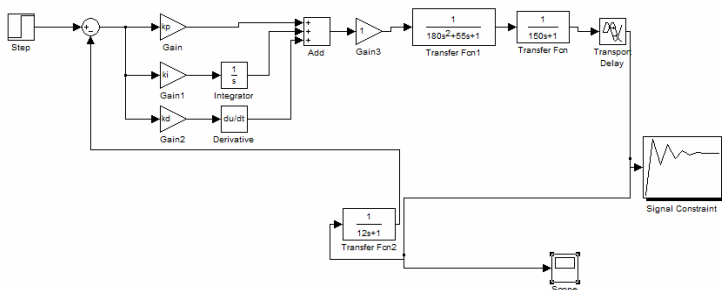 Step
kp
Gain
ki
Gain1
1
s
Integrator
kd
Gain2
du/dt
Derivative
Add
1
Gain3
1
180s²+55s+1
Transfer Fcn1
1
150s+1
Transfer Fcn
Transport
Delay
Signal Constraint
1
12s+1
Transfer Fcn2
Scope